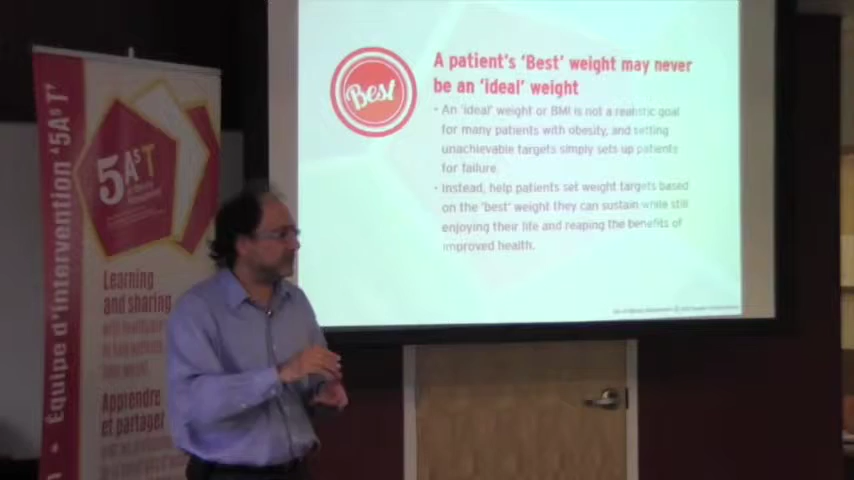 Best
A patient's 'Best' weight may never
be an 'ideal' weight
• An 'ideal' weight or BMI is not a realistic goal
for many patients with obesity, and setting
unachievable targets simply sets up patients
for failure.
• Instead, help patients set weight targets based
on the 'best' weight they can sustain while still
enjoying their life and reaping the benefits of
improved health.
Équipe d'intervention '5AST'
5AsT
Learning
and sharing
Apprendre
et partager